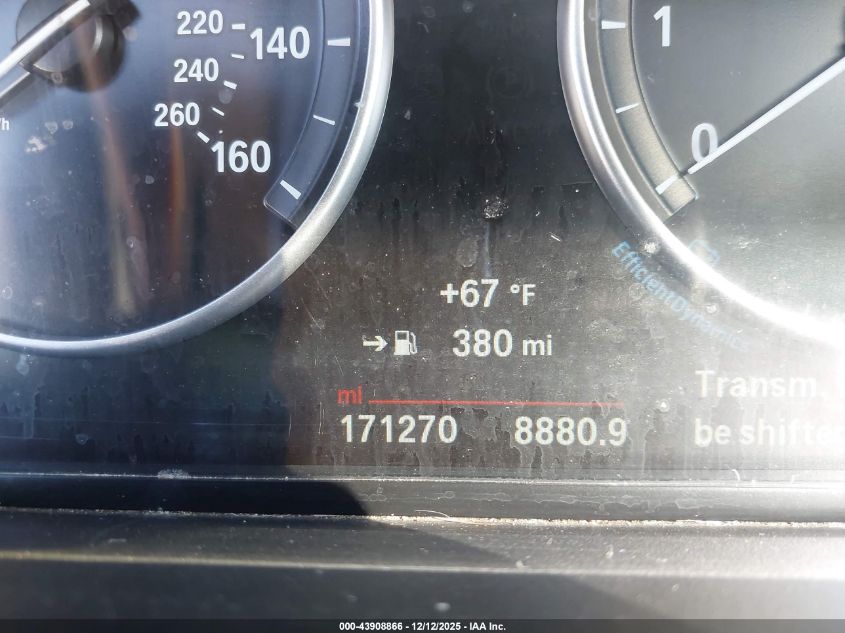 220
140
240
260
160
/h
1
0
+67 °F
EfficientDynamics
380 mi
mi
171270 8880.9
Transm.
be shifte
000-43908866 • 12/12/2025 • IAA Inc.